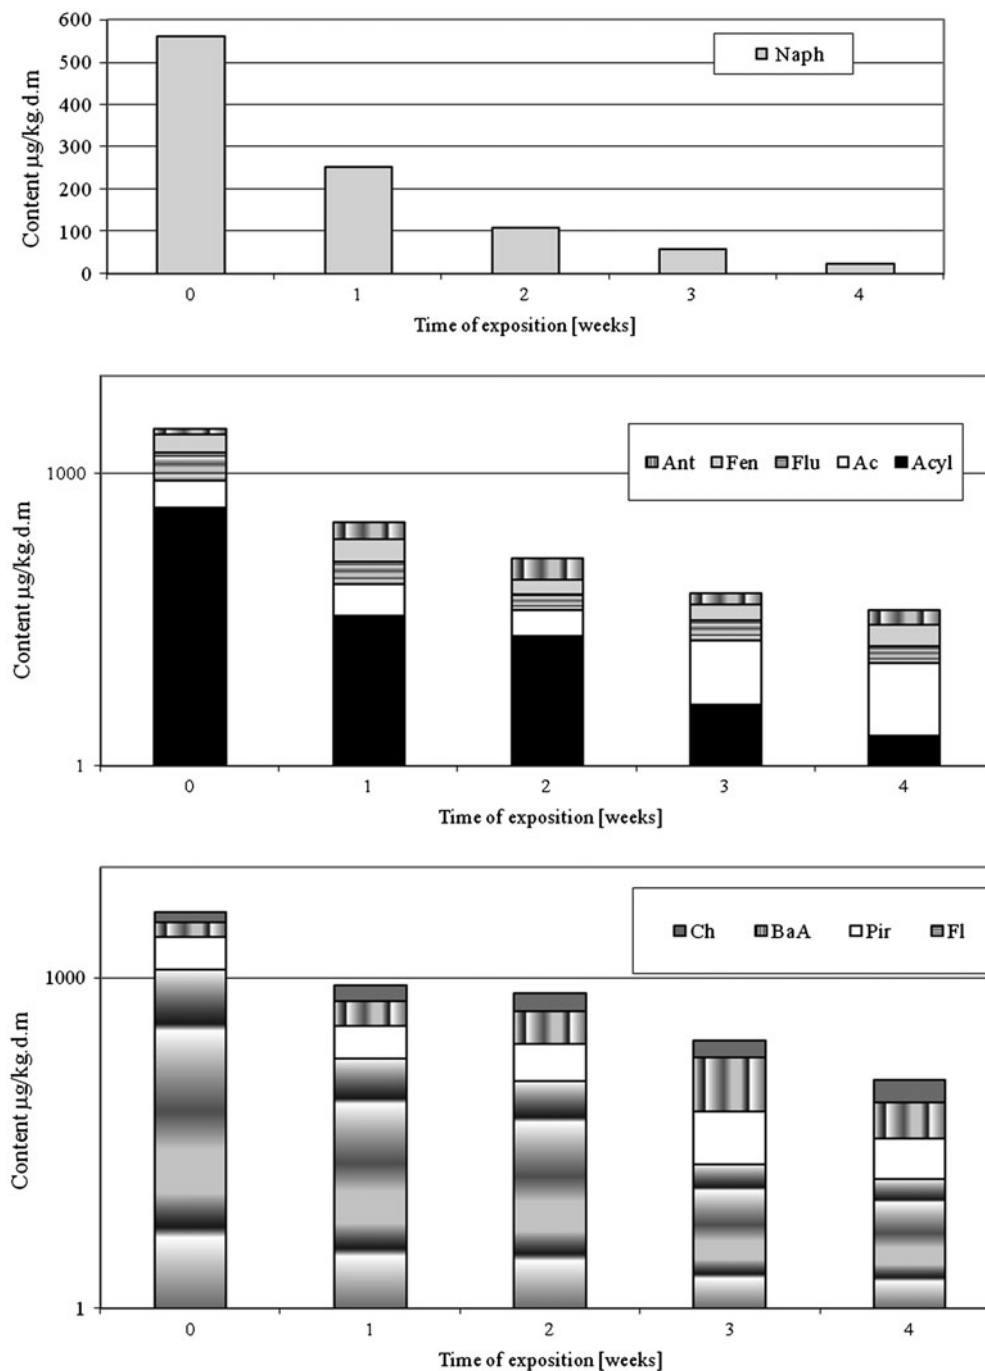 600
500
400
300
200
100
0
Content µg/kg.d.m
Naph
0 1 2 3 4
Time of exposition [weeks]
1000
1
Content µg/kg.d.m
Ant Fen Flu Ac Acyl
0 1 2 3 4
Time of exposition [weeks]
1000
1
Content µg/kg.d.m
Ch BaA Pir Fl
0 1 2 3 4
Time of exposition [weeks]